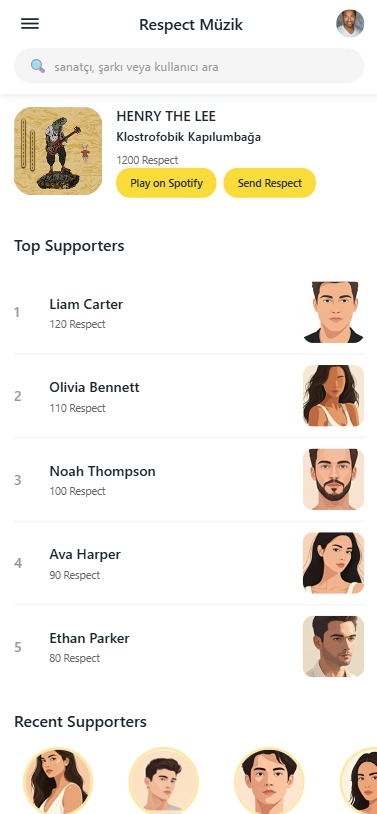 Respect Müzik
sanatçı, şarkı veya kullanıcı ara
HENRY THE LEE
Klostrofobik Kapılumbağa
1200 Respect
Play on Spotify
Send Respect
Top Supporters
1
Liam Carter
120 Respect
2
Olivia Bennett
110 Respect
3
Noah Thompson
100 Respect
4
Ava Harper
90 Respect
5
Ethan Parker
80 Respect
Recent Supporters